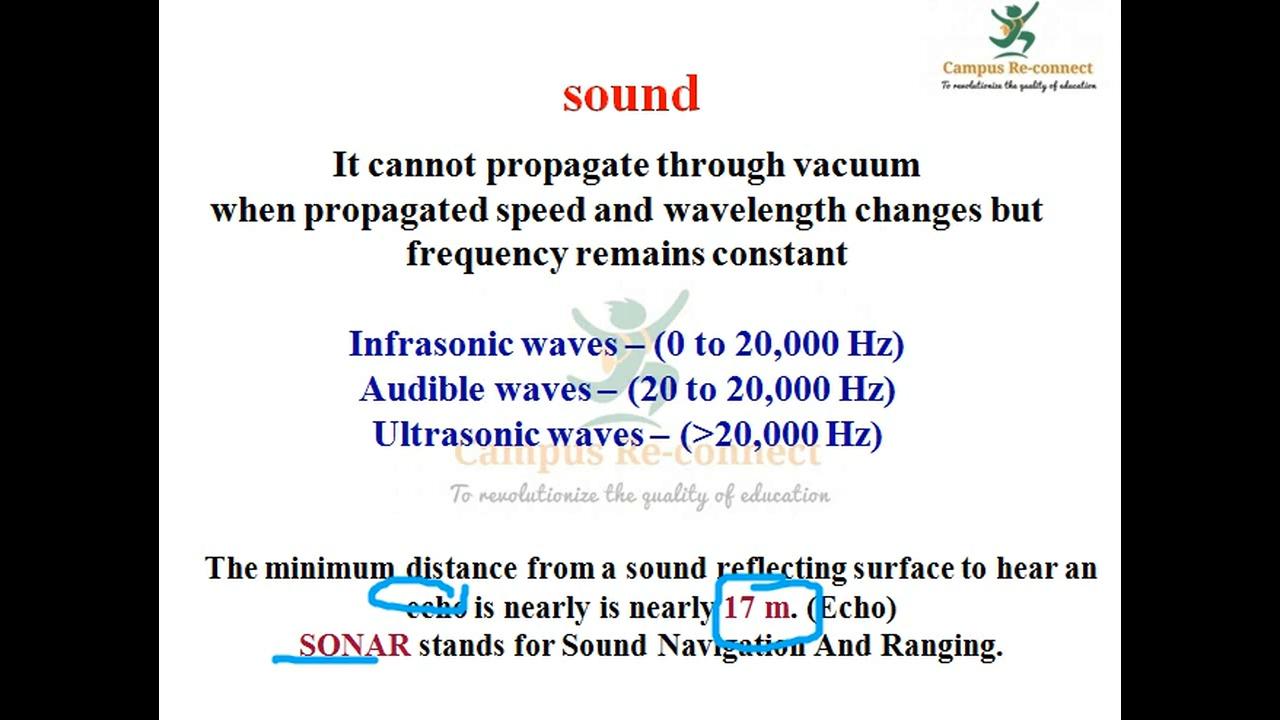 Campus Re-connect
To revolutionize the quality of education
sound
It cannot propagate through vacuum
when propagated speed and wavelength changes but
frequency remains constant
Infrasonic waves – (0 to 20,000 Hz)
Audible waves – (20 to 20,000 Hz)
Ultrasonic waves – (>20,000 Hz)
Campus Re-connect
To revolutionize the quality of education
The minimum distance from a sound reflecting surface to hear an
echo is nearly is nearly 17 m. (Echo)
SONAR stands for Sound Navigation And Ranging.